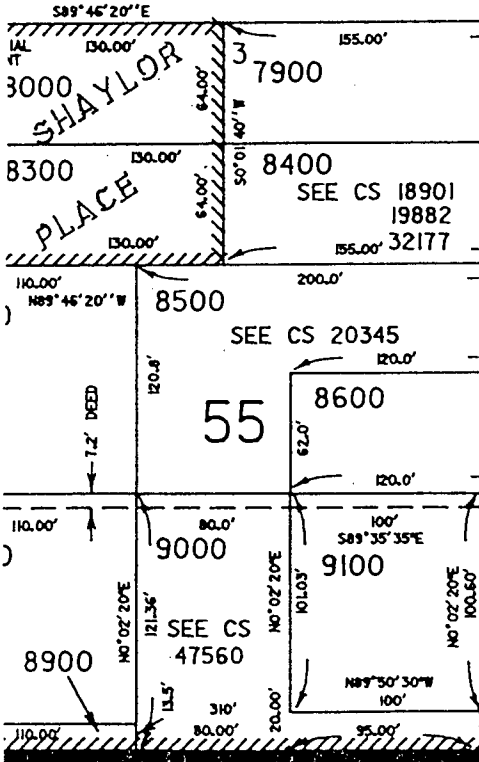 S89°46'20''E
130.00'
155.00'
IAL
NT
3000
SHAYLOR
64.00'
3
7900
S0°01'40''W
130.00'
8300
8400
SEE CS 18901
19882
32177
PLACE
64.00'
130.00'
155.00'
110.00'
N89°46'20''W
200.0'
8500
SEE CS 20345
120.0'
120.8'
8600
7.2' DEED
55
62.0'
120.0'
110.00'
80.0'
100'
S89°35'35"E
9000
9100
N0°02'20"E
121.36'
N0°02'20"E
101.03'
N0°02'20"E
100.60'
SEE CS
47560
8900
N89°50'30"W
100'
13.5'
310'
20.00'
110.00'
80.00'
95.00'